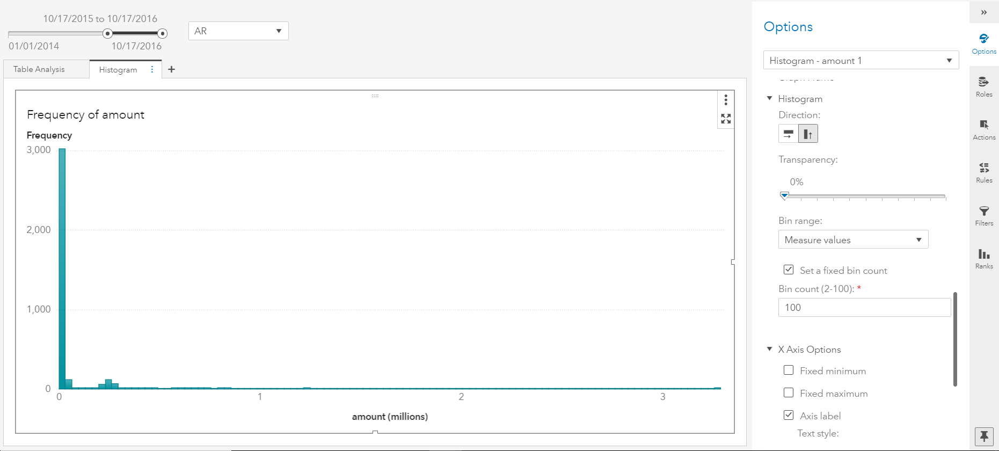 10/17/2015 to 10/17/2016
01/01/2014
10/17/2016
AR
Table Analysis
Histogram
Frequency of amount
Frequency
3,000
2,000
1,000
0
0
1
2
3
amount (millions)
Options
Histogram - amount 1
Histogram
Direction:
Transparency:
0%
Bin range:
Measure values
Set a fixed bin count
Bin count (2-100): *
100
X Axis Options
Fixed minimum
Fixed maximum
Axis label
Text style:
Options
Roles
Actions
Rules
Filters
Ranks